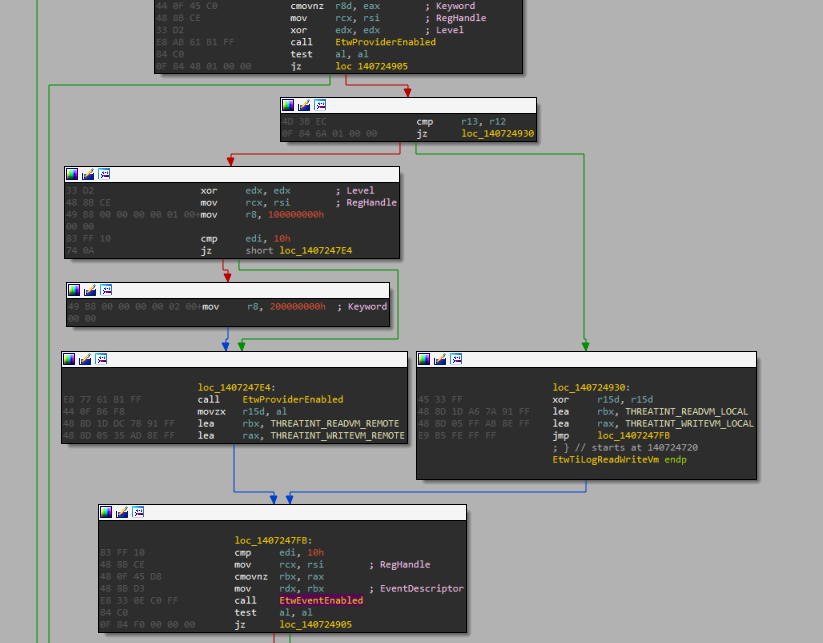 44 0F 45 C0 cmovnz r8d, eax ; Keyword
48 8B CE mov rcx, rsi ; RegHandle
33 D2 xor edx, edx ; Level
E8 AB 61 B1 FF call EtwProviderEnabled
84 C0 test al, al
0F 84 48 01 00 00 jz loc_140724905
4D 3B EC cmp r13, r12
0F 84 6A 01 00 00 jz loc_140724930
33 D2 xor edx, edx ; Level
48 8B CE mov rcx, rsi ; RegHandle
49 B8 00 00 00 00 01 00+mov r8, 100000000h
00 00
83 FF 10 cmp edi, 10h
74 0A jz short loc_1407247E4
49 B8 00 00 00 00 02 00+mov r8, 200000000h ; Keyword
00 00
loc_1407247E4:
E8 77 61 B1 FF call EtwProviderEnabled
44 0F B6 F8 movzx r15d, al
48 8D 1D DC 7B 91 FF lea rbx, THREATINT_READVM_REMOTE
48 8D 05 35 AD 8E FF lea rax, THREATINT_WRITEVM_REMOTE
loc_140724930:
45 33 FF xor r15d, r15d
48 8D 1D A6 7A 91 FF lea rbx, THREATINT_READVM_LOCAL
48 8D 05 FF AB 8E FF lea rax, THREATINT_WRITEVM_LOCAL
E9 B5 FE FF FF jmp loc_1407247FB
; } // starts at 140724720
EtwTiLogReadWriteVm endp
loc_1407247FB:
83 FF 10 cmp edi, 10h
48 8B CE mov rcx, rsi ; RegHandle
48 0F 45 D8 cmovnz rbx, rax
48 8B D3 mov rdx, rbx ; EventDescriptor
E8 33 0E C0 FF call EtwEventEnabled
84 C0 test al, al
0F 84 F0 00 00 00 jz loc_140724905